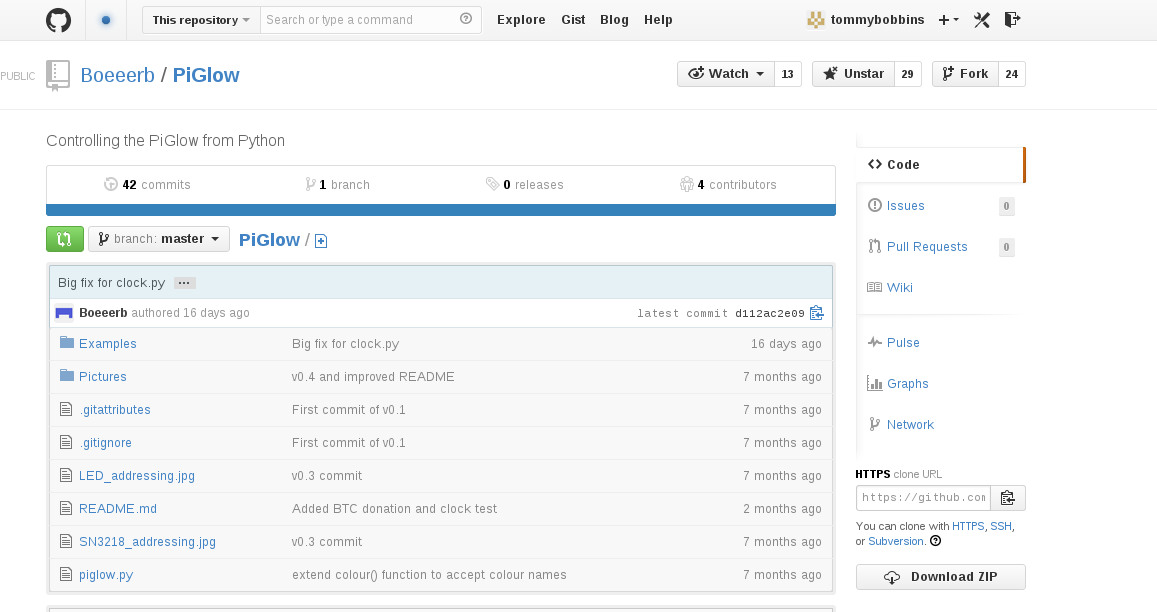 This repository Search or type a command Explore Gist Blog Help tommybobbins
PUBLIC Boeeerb / PiGlow Watch 13 Unstar 29 Fork 24
Controlling the PiGlow from Python
42 commits 1 branch 0 releases 4 contributors
branch: master PiGlow /
Big fix for clock.py ...
Boeeerb authored 16 days ago latest commit d112ac2e09
Examples Big fix for clock.py 16 days ago
Pictures v0.4 and improved README 7 months ago
.gitattributes First commit of v0.1 7 months ago
.gitignore First commit of v0.1 7 months ago
LED_addressing.jpg v0.3 commit 7 months ago
README.md Added BTC donation and clock test 2 months ago
SN3218_addressing.jpg v0.3 commit 7 months ago
piglow.py extend colour() function to accept colour names 7 months ago
Code
Issues 0
Pull Requests 0
Wiki
Pulse
Graphs
Network
HTTPS clone URL
https://github.com
You can clone with HTTPS, SSH,
or Subversion.
Download ZIP